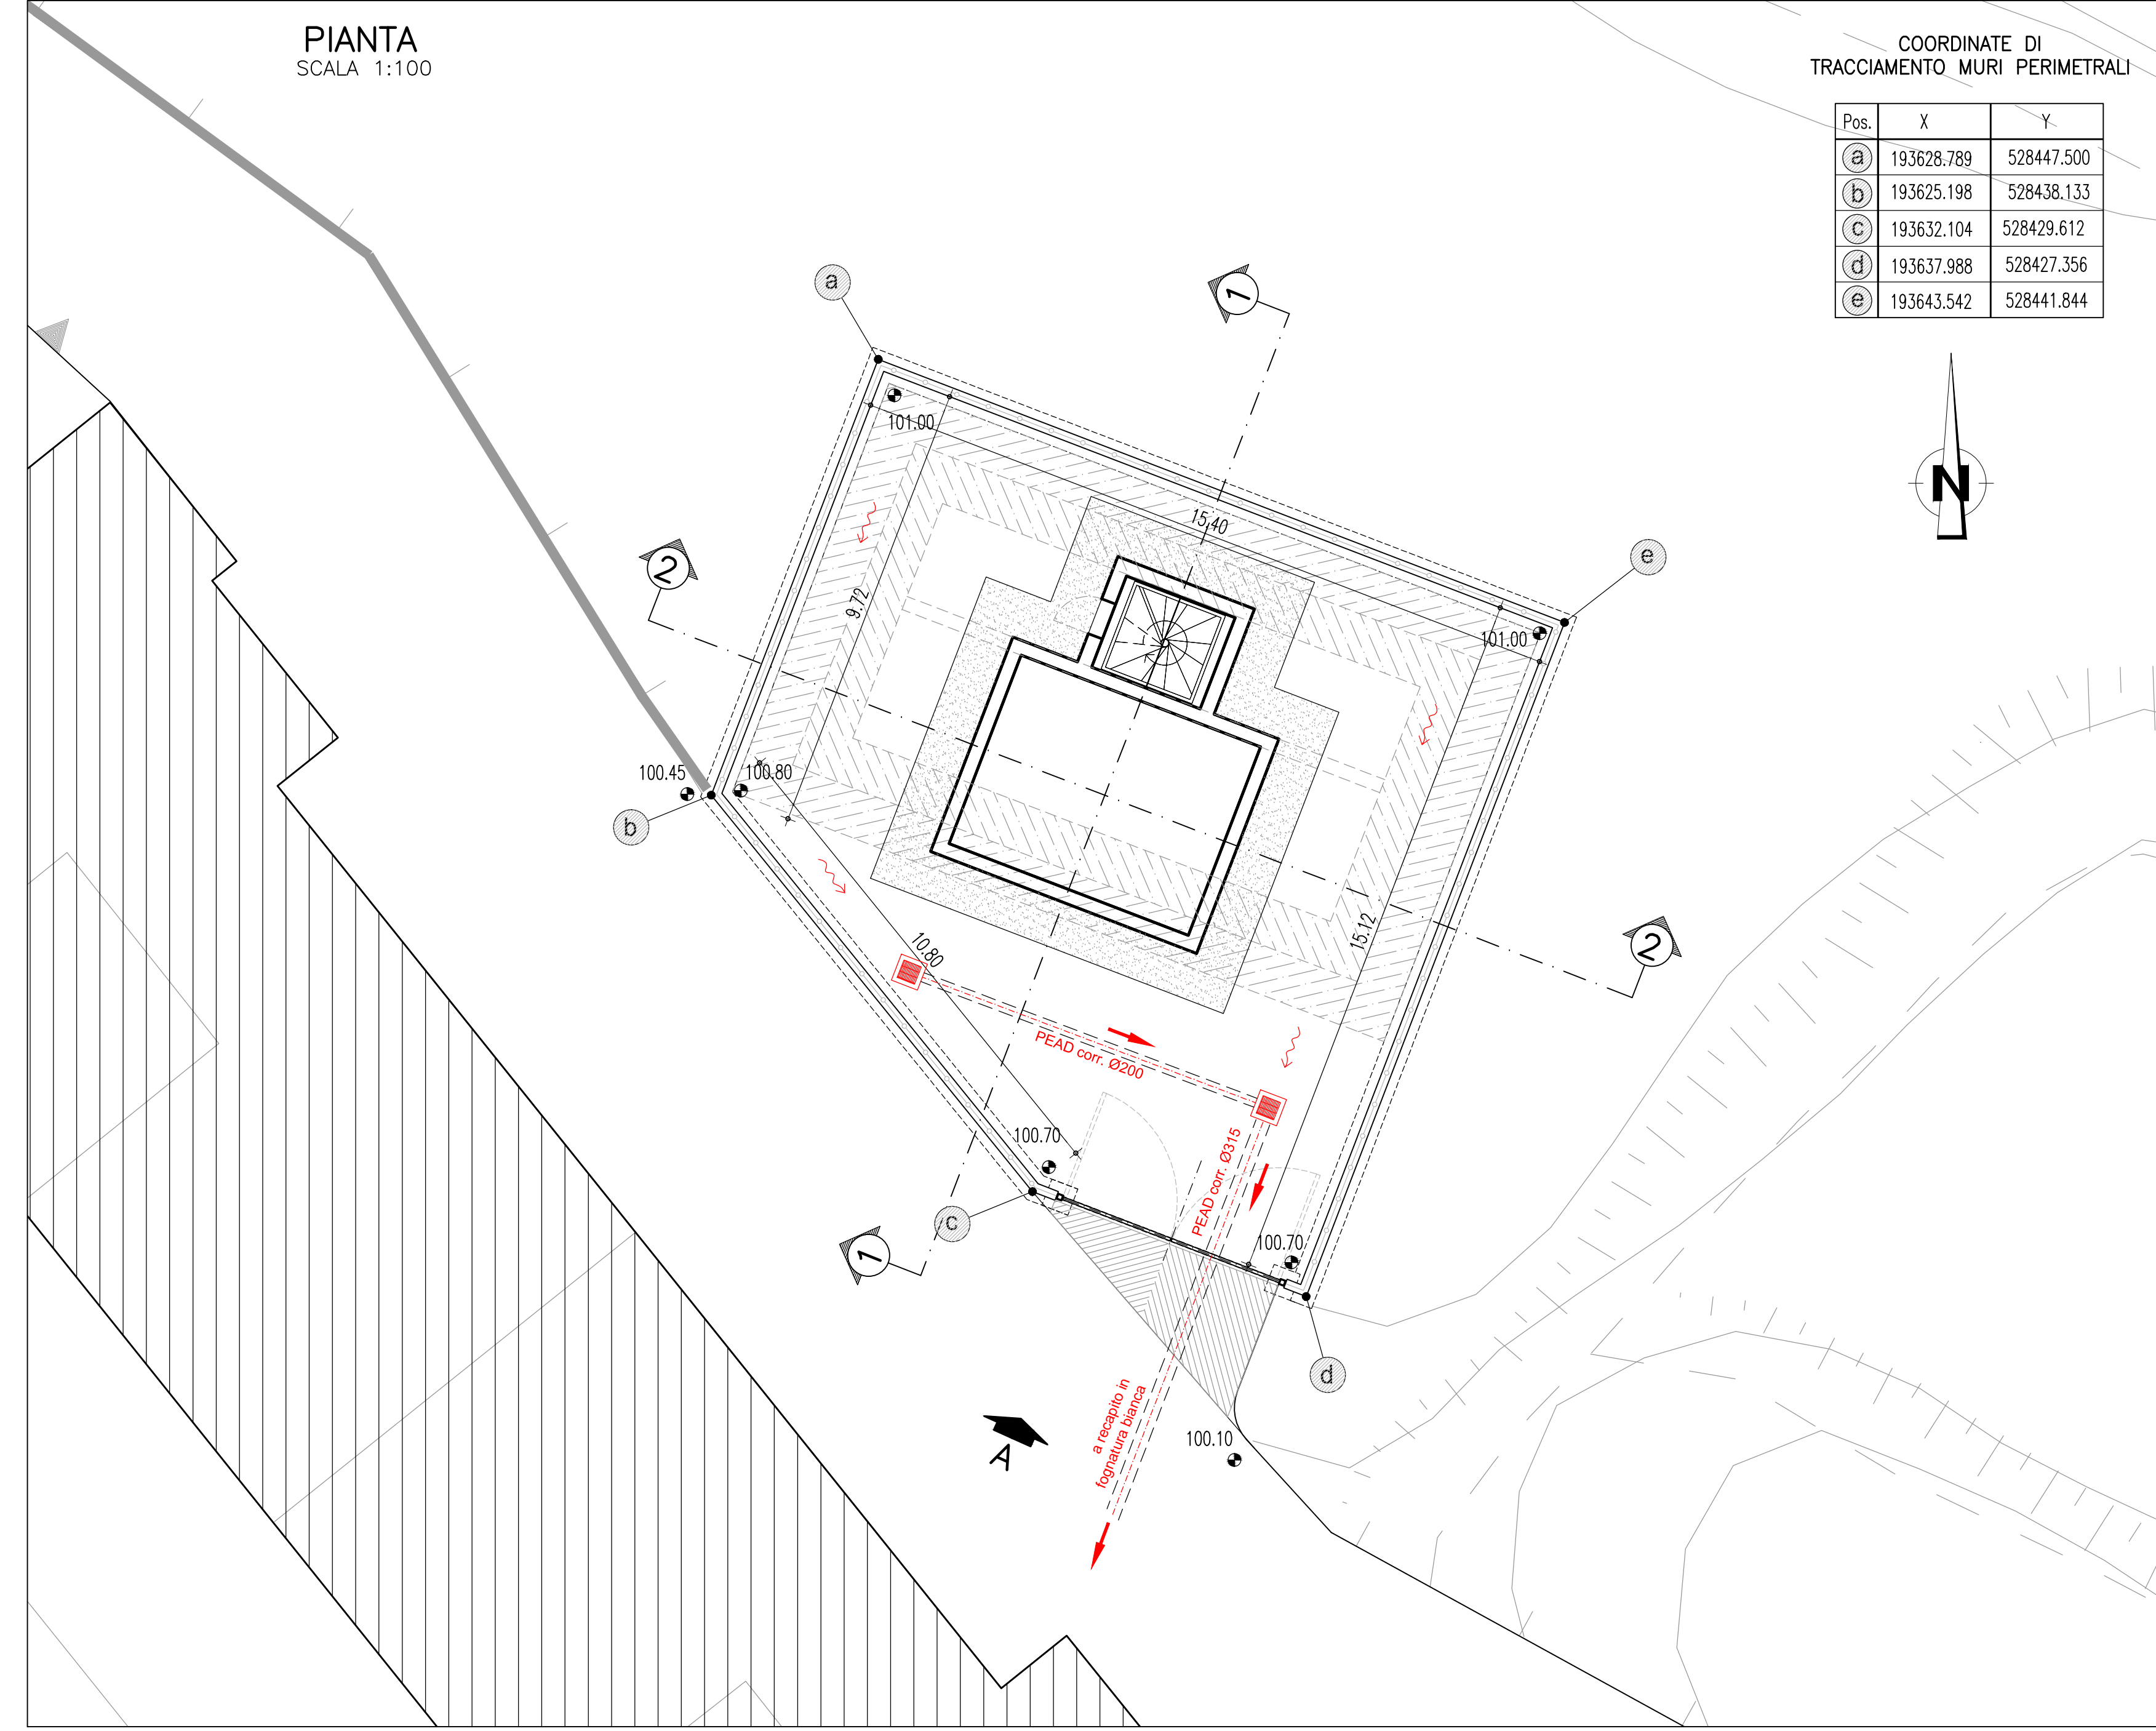 PIANTA
SCALA 1:100
COORDINATE DI
TRACCIAMENTO MURI PERIMETRALI
Pos. X Y
a 193628.789 528447.500
b 193625.198 528438.133
c 193632.104 528429.612
d 193637.988 528427.356
e 193643.542 528441.844
N
a
1
101.00
15.40
2
e
9.72
101.00
100.45
100.80
b
15.12
2
10.80
PEAD corr. Ø200
100.70
PEAD corr. Ø315
c
1
100.70
d
a recapito in
fognatura bianca
A
100.10